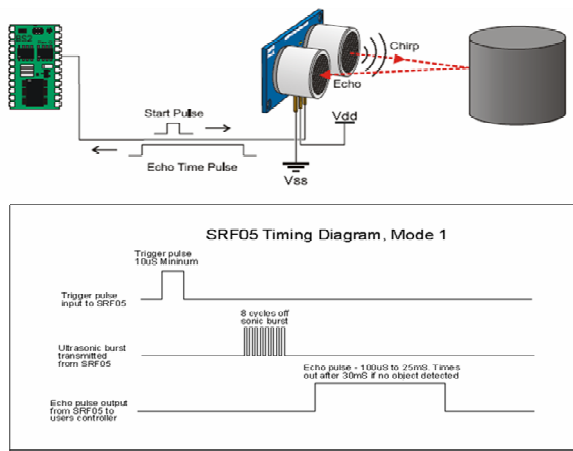 BS2
Chirp
Echo
Start Pulse
Vdd
Echo Time Pulse
Vss
SRF05 Timing Diagram, Mode 1
Trigger pulse
10uS Mininum
Trigger pulse
input to SRF05
8 cycles off
sonic burst
Ultrasonic burst
transmitted
from SRF05
Echo pulse - 100uS to 25mS. Times
out after 30mS if no object detected
Echo pulse output
from SRF05 to
users controller